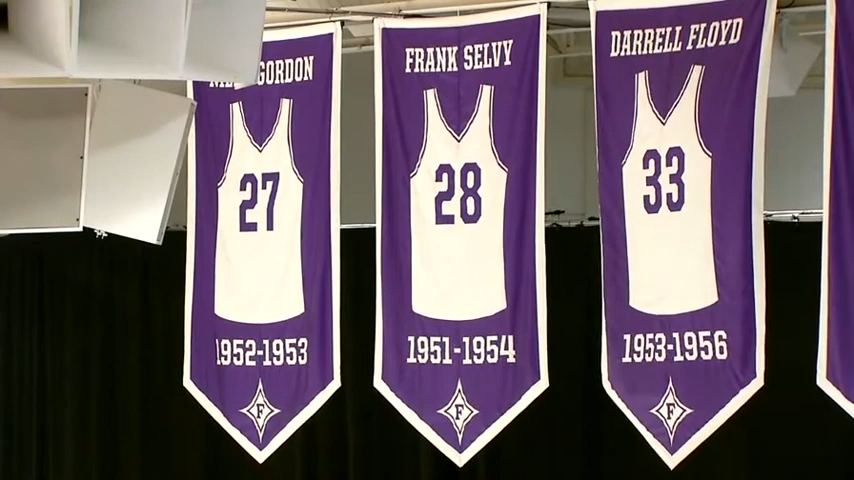 GORDON
27
1952-1953
F
FRANK SELVY
28
1951-1954
F
DARRELL FLOYD
33
1953-1956
F